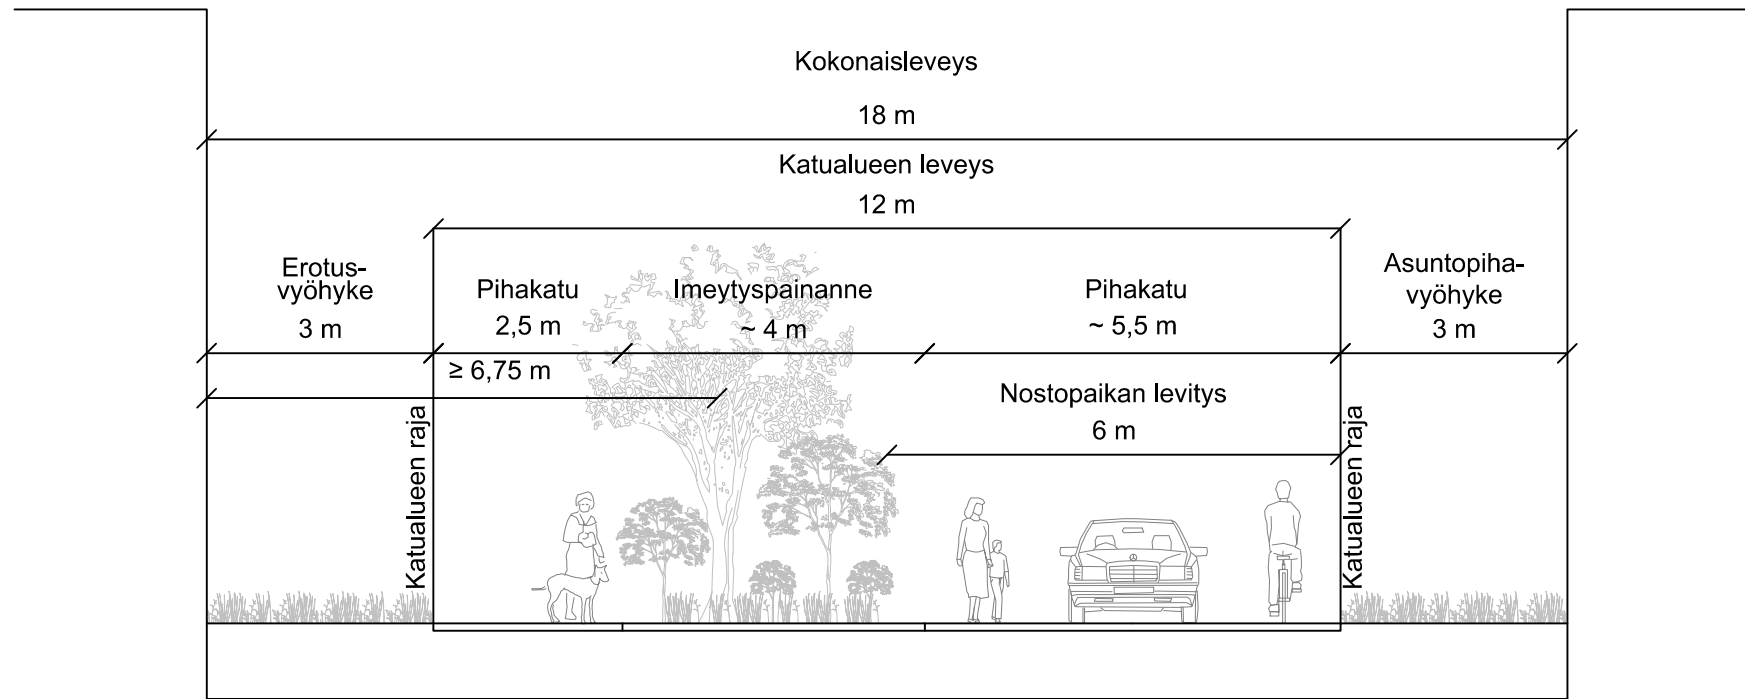 Kokonaisleveys
18 m
Katualueen leveys
12 m
Erotus-
vyöhyke
3 m
Pihakatu
2,5 m
Imeytyspainanne
~ 4 m
Pihakatu
~ 5,5 m
Asuntopiha-
vyöhyke
3 m
≥ 6,75 m
Nostopaikan levitys
6 m
Katualueen raja
Katualueen raja